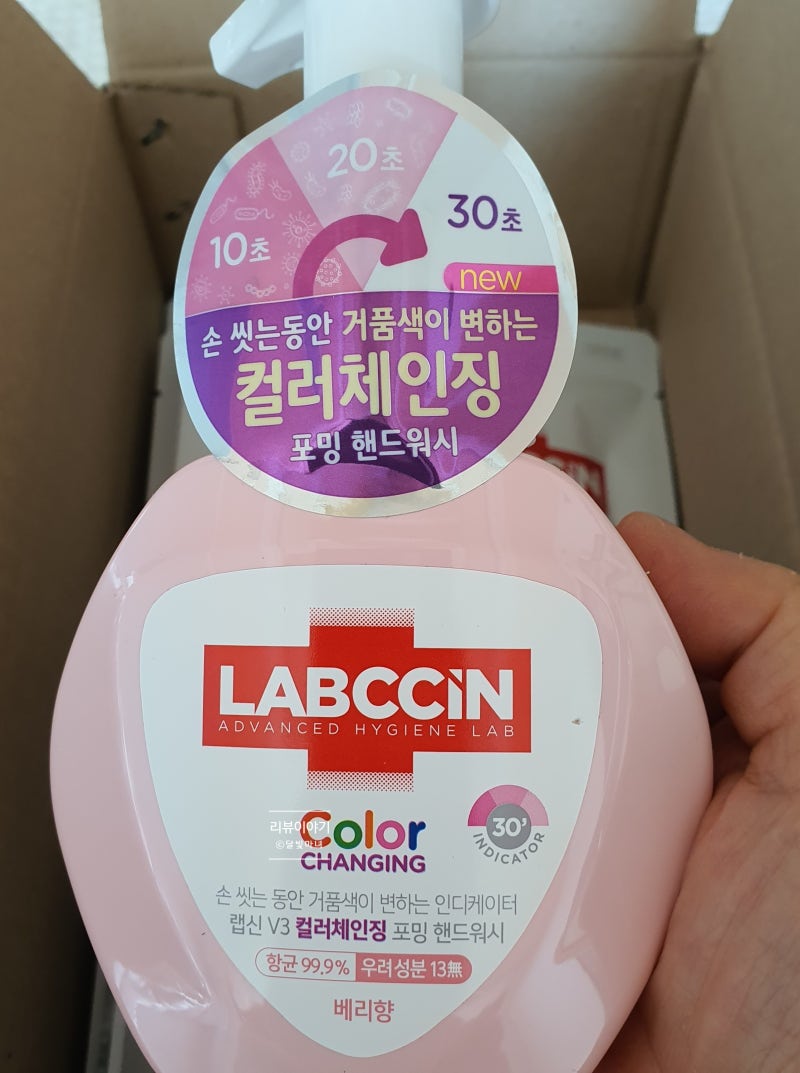 20초
30초
10초
new
손 씻는동안 거품색이 변하는
컬러체인징
포밍 핸드워시
LABCCiN
ADVANCED HYGIENE LAB
Color
CHANGING
리뷰이야기
©달빛마녀
30'
INDICATOR
손 씻는 동안 거품색이 변하는 인디케이터
랩신 V3 컬러체인징 포밍 핸드워시
항균 99.9% 우려성분 13無
베리향